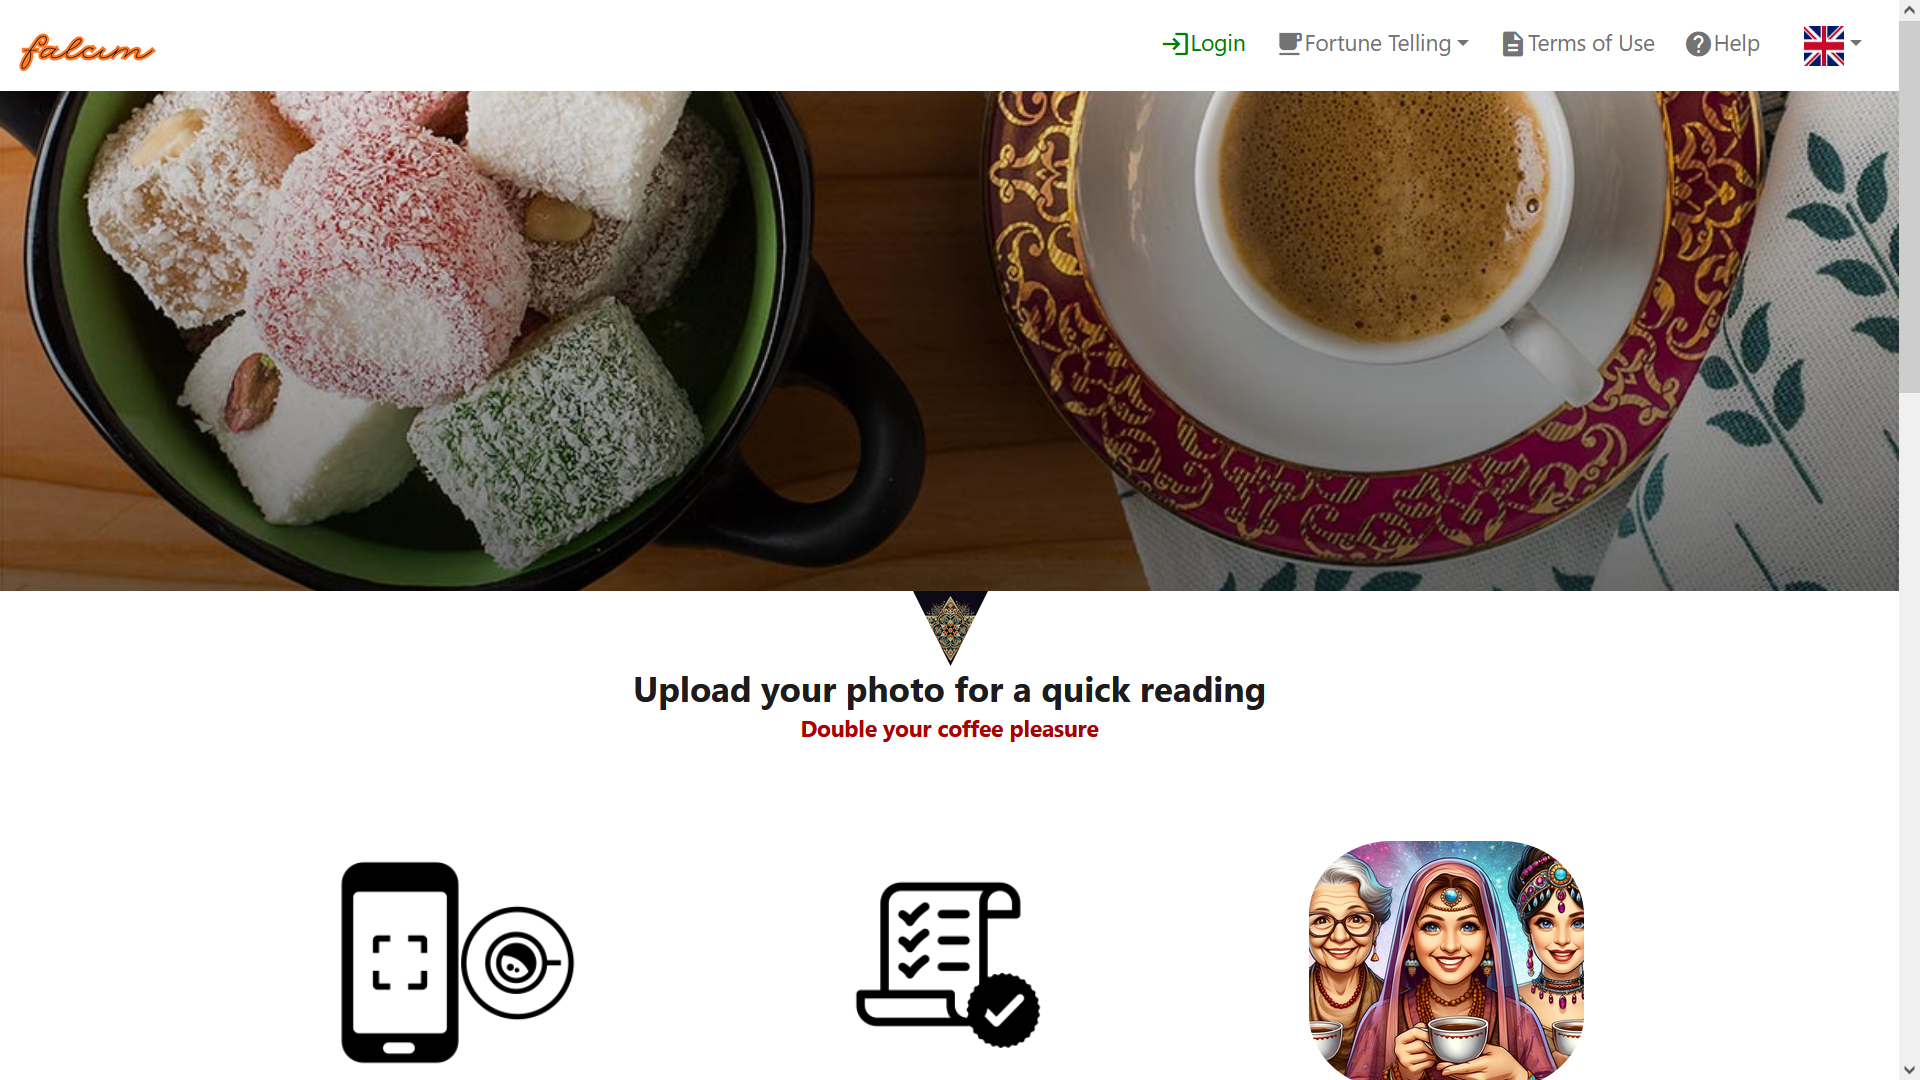 falcım
Login
Fortune Telling
Terms of Use
Help
Upload your photo for a quick reading
Double your coffee pleasure